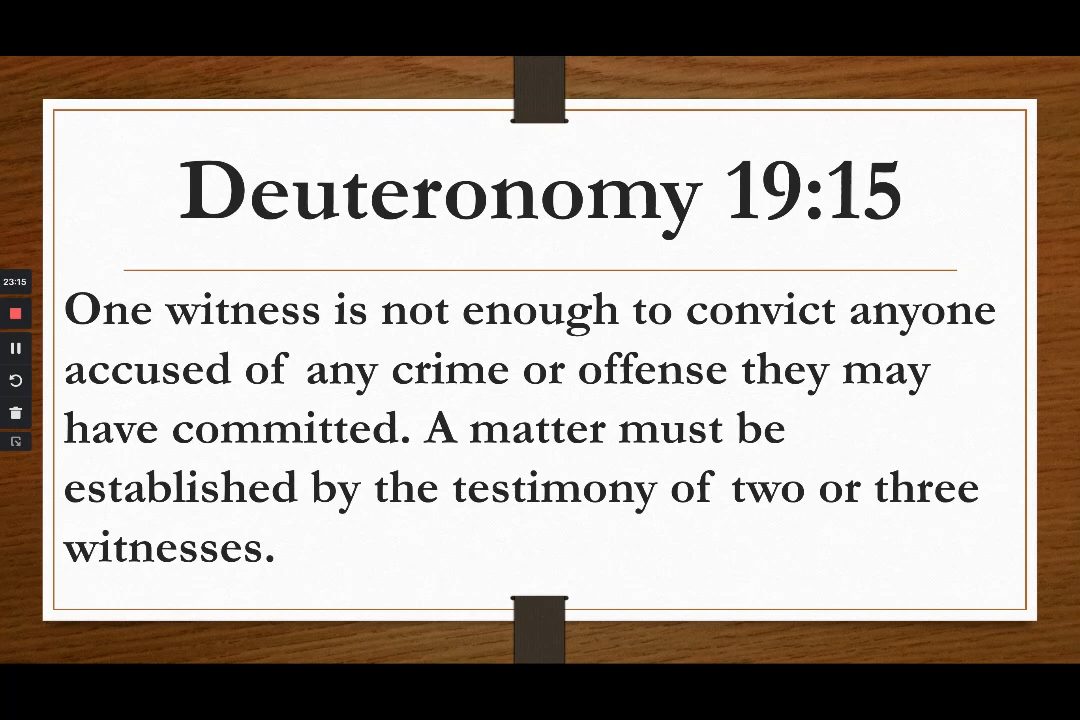 Deuteronomy 19:15
23:15
One witness is not enough to convict anyone
accused of any crime or offense they may
have committed. A matter must be
established by the testimony of two or three
witnesses.